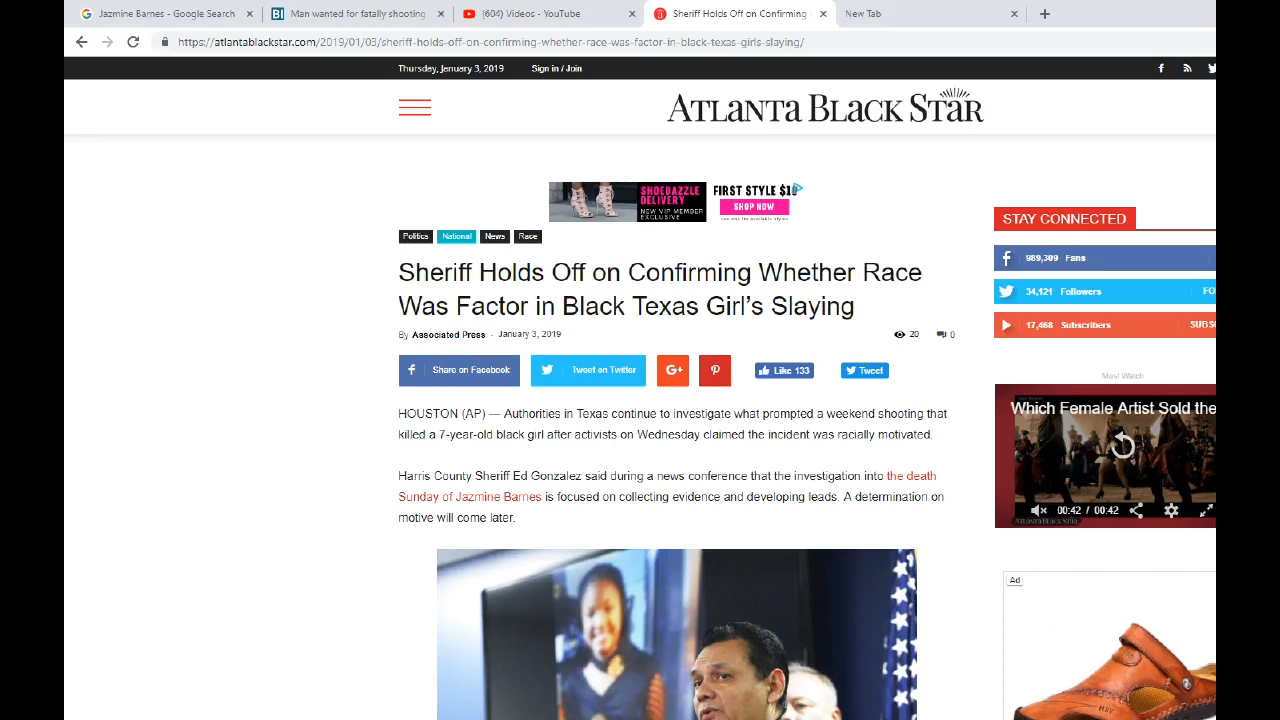 Jazmine Barnes - Google Search
Man wanted for fatally shooting
(604) Videos - YouTube
Sheriff Holds Off on Confirming
New Tab
https://atlantablackstar.com/2019/01/03/sheriff-holds-off-on-confirming-whether-race-was-factor-in-black-texas-girls-slaying/
Thursday, January 3, 2019 Sign in / Join
ATLANTA BLACK STAR
SHOEDAZZLE
DELIVERY
NEW VIP MEMBER
EXCLUSIVE
FIRST STYLE $10
SHOP NOW
Politics National News Race
Sheriff Holds Off on Confirming Whether Race
Was Factor in Black Texas Girl's Slaying
By Associated Press - January 3, 2019 20 0
Share on Facebook Tweet on Twitter G+ Like 133 Tweet
HOUSTON (AP) — Authorities in Texas continue to investigate what prompted a weekend shooting that
killed a 7-year-old black girl after activists on Wednesday claimed the incident was racially motivated.
Harris County Sheriff Ed Gonzalez said during a news conference that the investigation into the death
Sunday of Jazmine Barnes is focused on collecting evidence and developing leads. A determination on
motive will come later.
STAY CONNECTED
989,309 Fans
34,121 Followers FO
17,468 Subscribers SUBS
Must Watch
Which Female Artist Sold the
00:42 / 00:42
ATLANTA BLACK STAR
Ad